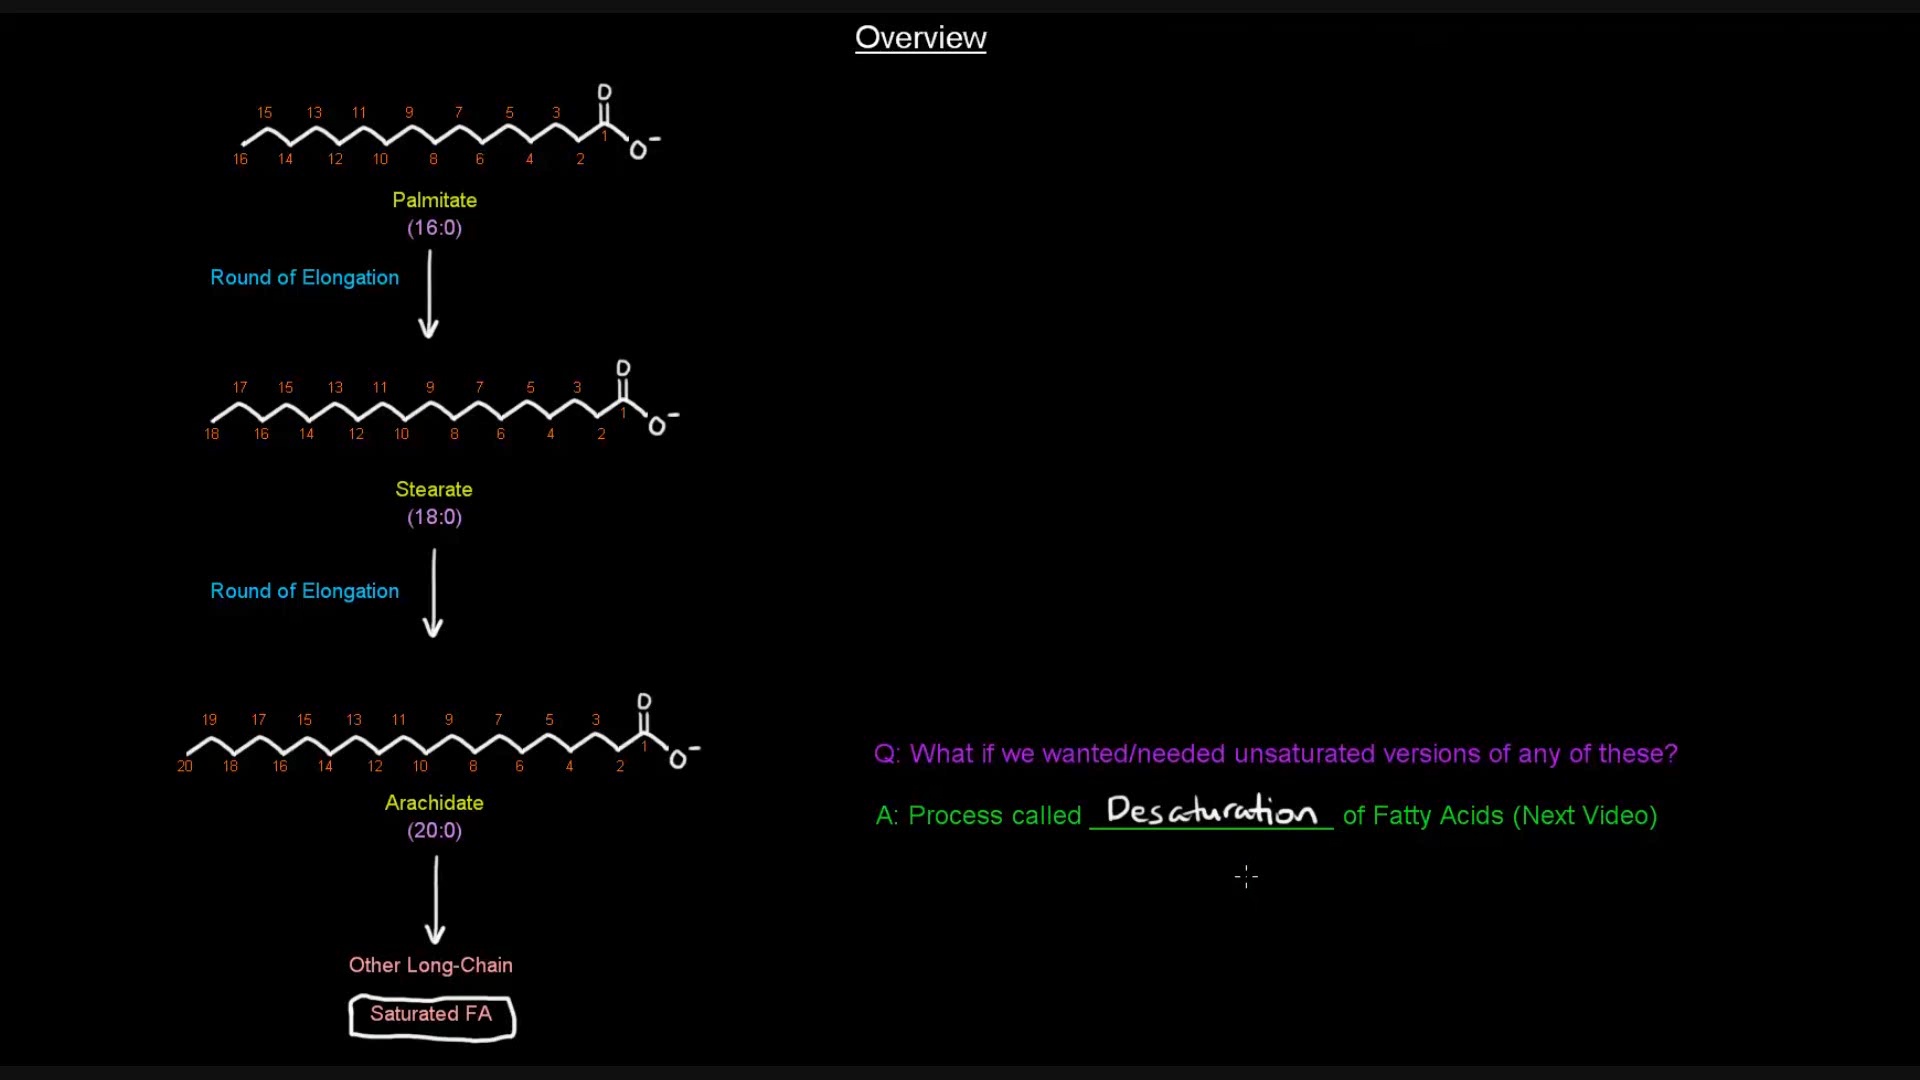 Overview
O
15 13 11 9 7 5 3
1
O⁻
16 14 12 10 8 6 4 2
Palmitate
(16:0)
Round of Elongation
O
17 15 13 11 9 7 5 3
1
O⁻
18 16 14 12 10 8 6 4 2
Stearate
(18:0)
Round of Elongation
O
19 17 15 13 11 9 7 5 3
1
O⁻
20 18 16 14 12 10 8 6 4 2
Arachidate
(20:0)
Other Long-Chain
Saturated FA
Q: What if we wanted/needed unsaturated versions of any of these?
A: Process called Desaturation of Fatty Acids (Next Video)